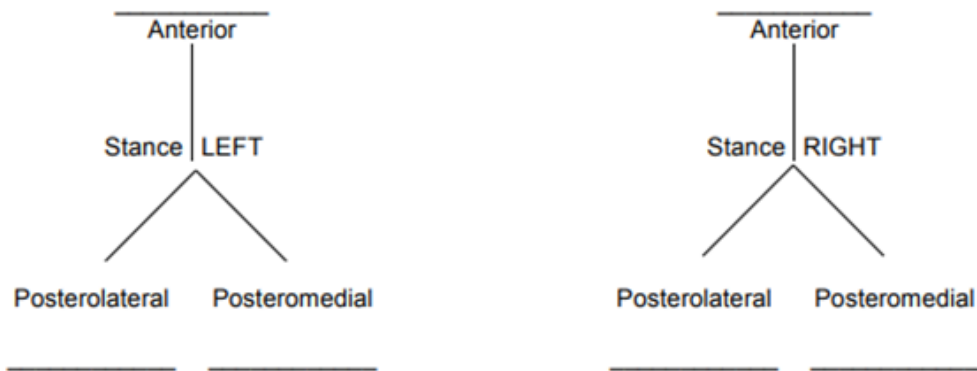 Anterior
Stance LEFT
Posterolateral Posteromedial
Anterior
Stance RIGHT
Posterolateral Posteromedial